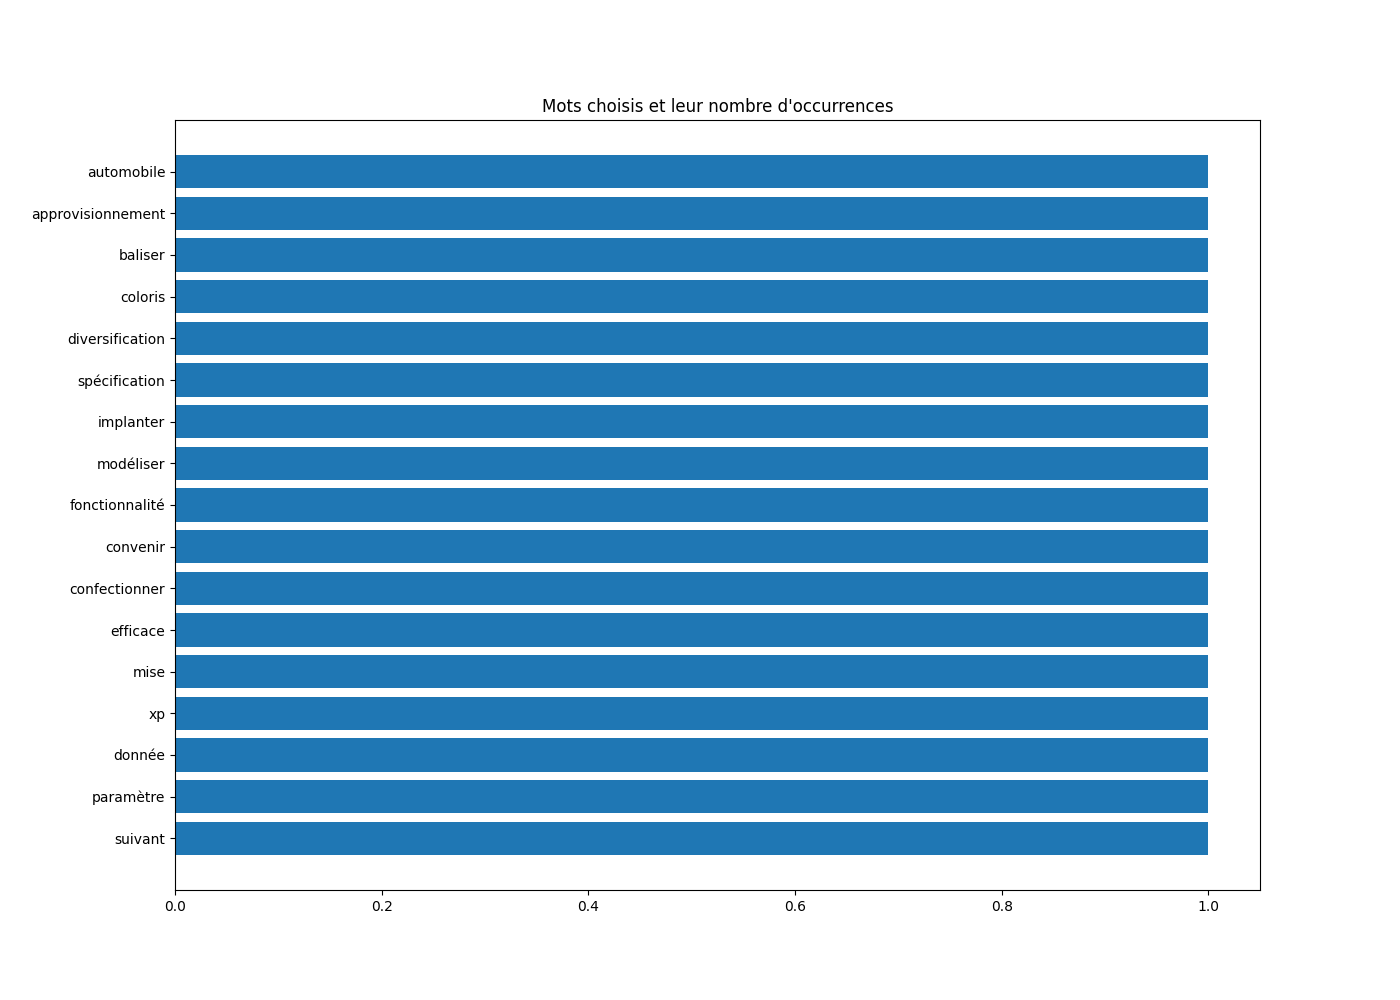 Mots choisis et leur nombre d'occurrences
automobile
approvisionnement
baliser
coloris
diversification
spécification
implanter
modéliser
fonctionnalité
convenir
confectionner
efficace
mise
xp
donnée
paramètre
suivant
0.0 0.2 0.4 0.6 0.8 1.0